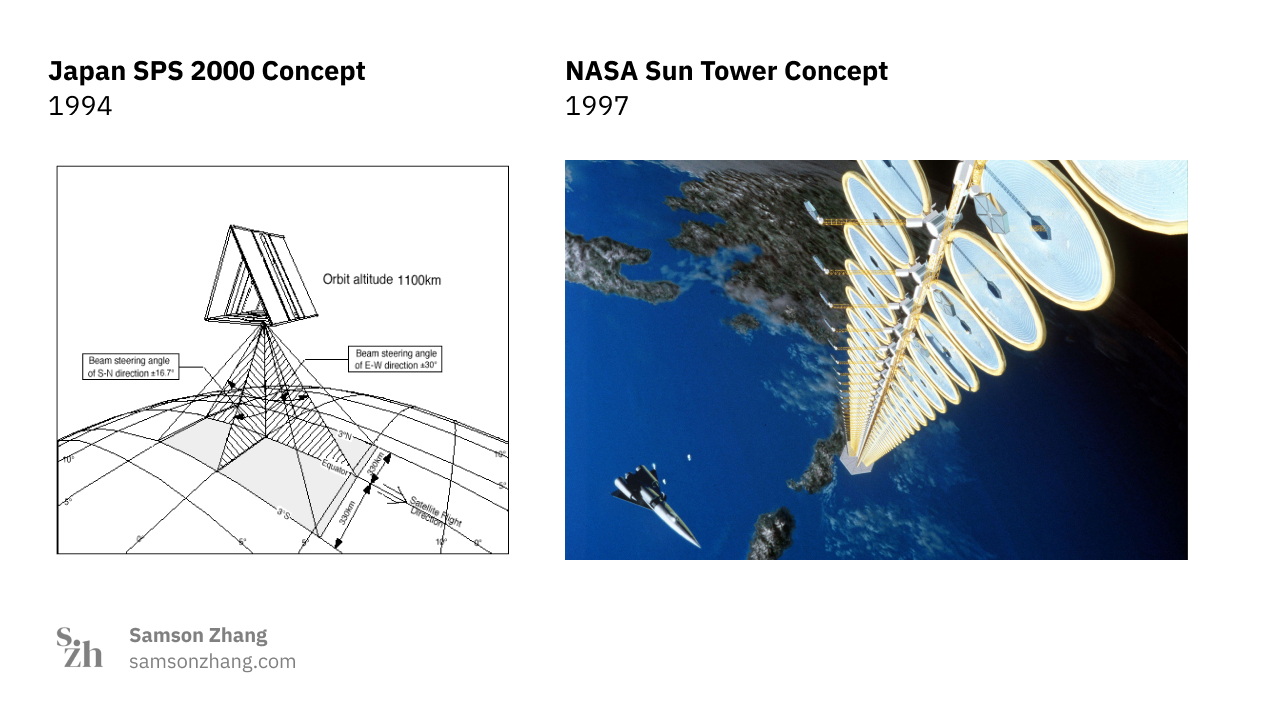 Japan SPS 2000 Concept
1994
NASA Sun Tower Concept
1997
Orbit altitude 1100km
Beam steering angle
of S-N direction ±16.7°
Beam steering angle
of E-W direction ±30°
3°N
10°
10°
Equator
330km
5°
5°
3°S
330km
Satellite Flight
Direction
0°
5°
5°
10°
0°
szh
Samson Zhang
samsonzhang.com